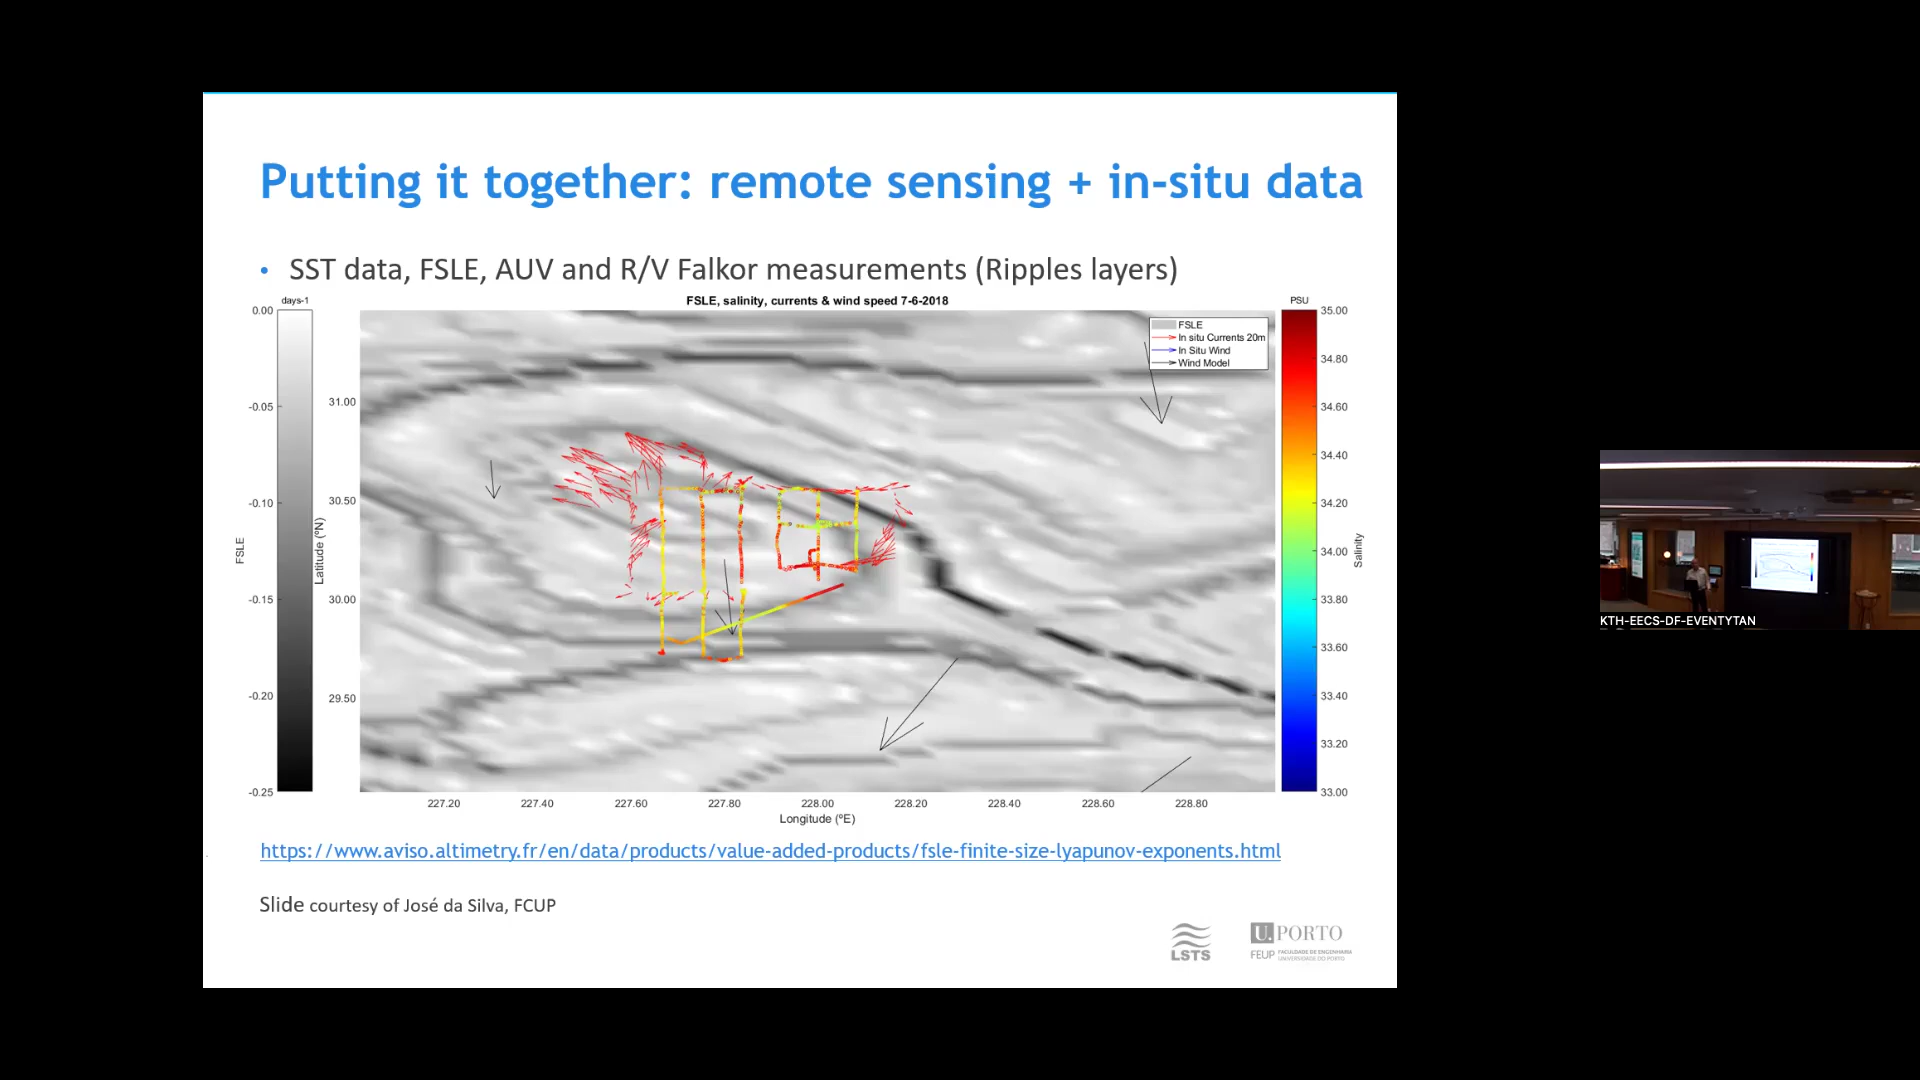 Putting it together: remote sensing + in-situ data
• SST data, FSLE, AUV and R/V Falkor measurements (Ripples layers)
FSLE, salinity, currents & wind speed 7-6-2018
days-1
0.00
-0.05
-0.10
-0.15
-0.20
-0.25
FSLE
Latitude (ºN)
31.00
30.50
30.00
29.50
FSLE
In situ Currents 20m
In Situ Wind
Wind Model
PSU
35.00
34.80
34.60
34.40
34.20
34.00
33.80
33.60
33.40
33.20
33.00
Salinity
227.20 227.40 227.60 227.80 228.00 228.20 228.40 228.60 228.80
Longitude (ºE)
https://www.aviso.altimetry.fr/en/data/products/value-added-products/fsle-finite-size-lyapunov-exponents.html
Slide courtesy of José da Silva, FCUP
LSTS
U. PORTO
FEUP FACULDADE DE ENGENHARIA
UNIVERSIDADE DO PORTO
KTH-EECS-DF-EVENTYTAN